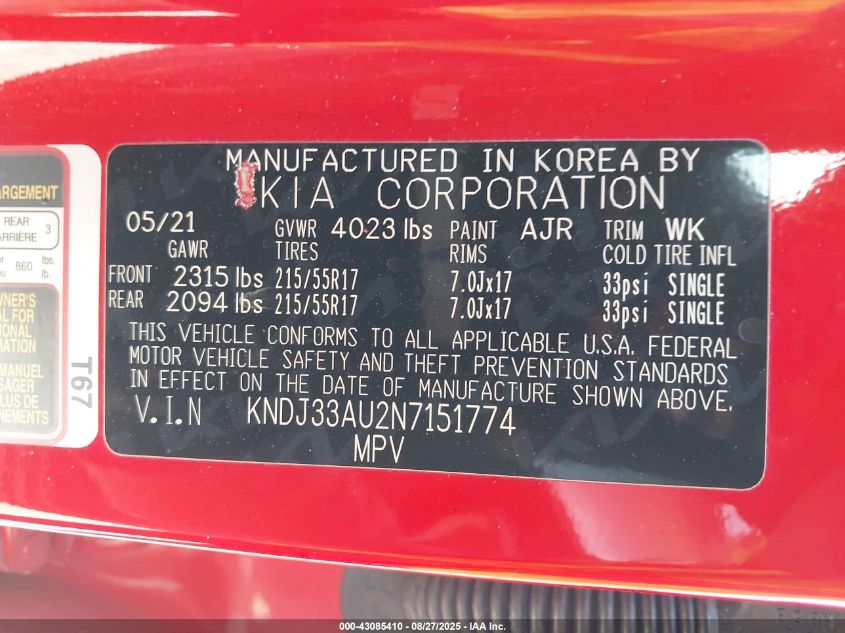 MANUFACTURED IN KOREA BY
KIA CORPORATION
05/21 GVWR 4023 lbs PAINT AJR TRIM WK
GAWR TIRES RIMS COLD TIRE INFL
FRONT 2315 lbs 215/55R17 7.0Jx17 33psi SINGLE
REAR 2094 lbs 215/55R17 7.0Jx17 33psi SINGLE
THIS VEHICLE CONFORMS TO ALL APPLICABLE U.S.A. FEDERAL
MOTOR VEHICLE SAFETY AND THEFT PREVENTION STANDARDS
IN EFFECT ON THE DATE OF MANUFACTURE SHOWN ABOVE.
V.I.N KNDJ33AU2N7151774
MPV
REAR 3
860 lbs.
lb.
T67
000-43085410 - 08/27/2025 - IAA Inc.